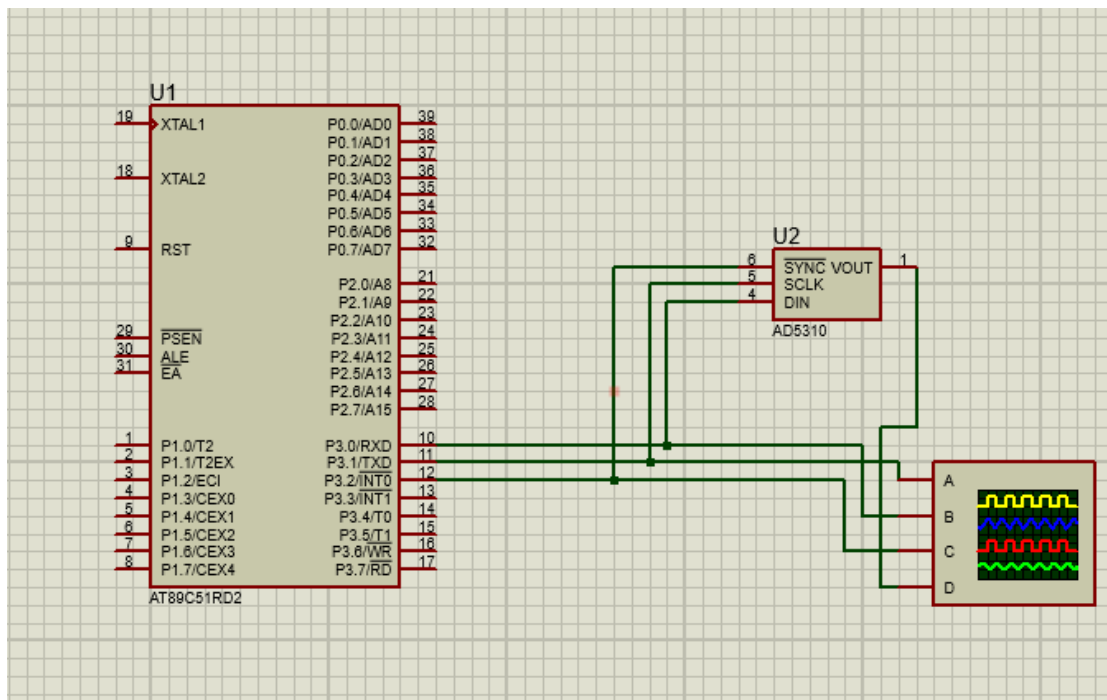 U1
19 XTAL1 P0.0/AD0 39
P0.1/AD1 38
P0.2/AD2 37
18 XTAL2 P0.3/AD3 36
P0.4/AD4 35
P0.5/AD5 34
P0.6/AD6 33
9 RST P0.7/AD7 32
P2.0/A8 21
P2.1/A9 22
P2.2/A10 23
29 PSEN P2.3/A11 24
30 ALE P2.4/A12 25
31 EA P2.5/A13 26
P2.6/A14 27
P2.7/A15 28
1 P1.0/T2 P3.0/RXD 10
2 P1.1/T2EX P3.1/TXD 11
3 P1.2/ECI P3.2/INT0 12
4 P1.3/CEX0 P3.3/INT1 13
5 P1.4/CEX1 P3.4/T0 14
6 P1.5/CEX2 P3.5/T1 15
7 P1.6/CEX3 P3.6/WR 16
8 P1.7/CEX4 P3.7/RD 17
AT89C51RD2
U2
6 SYNC VOUT 1
5 SCLK
4 DIN
AD5310
A
B
C
D